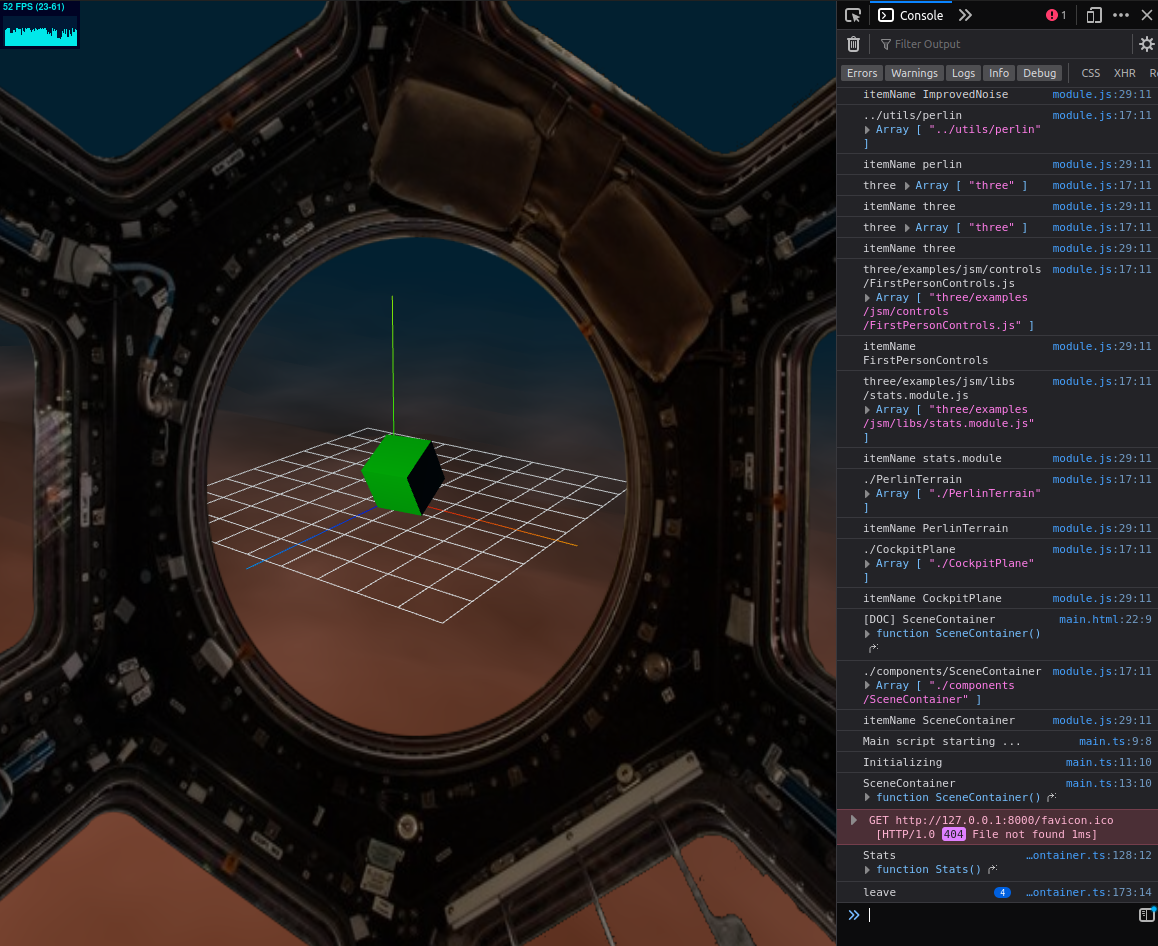 52 FPS (23-61)
Console
1
Filter Output
Errors Warnings Logs Info Debug CSS XHR
itemName ImprovedNoise module.js:29:11
../utils/perlin module.js:17:11
Array [ "../utils/perlin"
]
itemName perlin module.js:29:11
three Array [ "three" ] module.js:17:11
itemName three module.js:29:11
three Array [ "three" ] module.js:17:11
itemName three module.js:29:11
three/examples/jsm/controls module.js:17:11
/FirstPersonControls.js
Array [ "three/examples
/jsm/controls
/FirstPersonControls.js" ]
itemName module.js:29:11
FirstPersonControls
three/examples/jsm/libs module.js:17:11
/stats.module.js
Array [ "three/examples
/jsm/libs/stats.module.js"
]
itemName stats.module module.js:29:11
./PerlinTerrain module.js:17:11
Array [ "./PerlinTerrain"
]
itemName PerlinTerrain module.js:29:11
./CockpitPlane module.js:17:11
Array [ "./CockpitPlane"
]
itemName CockpitPlane module.js:29:11
[DOC] SceneContainer main.html:22:9
function SceneContainer()
./components/SceneContainer module.js:17:11
Array [ "./components
/SceneContainer" ]
itemName SceneContainer module.js:29:11
Main script starting ... main.ts:9:8
Initializing main.ts:11:10
SceneContainer main.ts:13:10
function SceneContainer()
GET http://127.0.0.1:8000/favicon.ico
[HTTP/1.0 404 File not found 1ms]
Stats …ontainer.ts:128:12
function Stats()
leave 4 …ontainer.ts:173:14